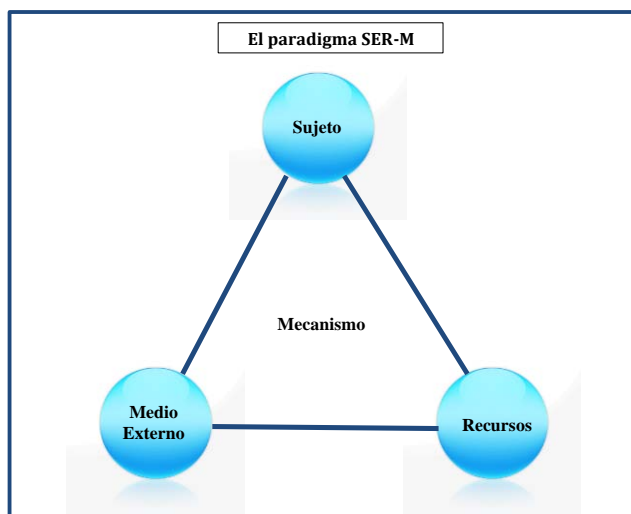 El paradigma SER-M
Sujeto
Mecanismo
Medio
Externo
Recursos